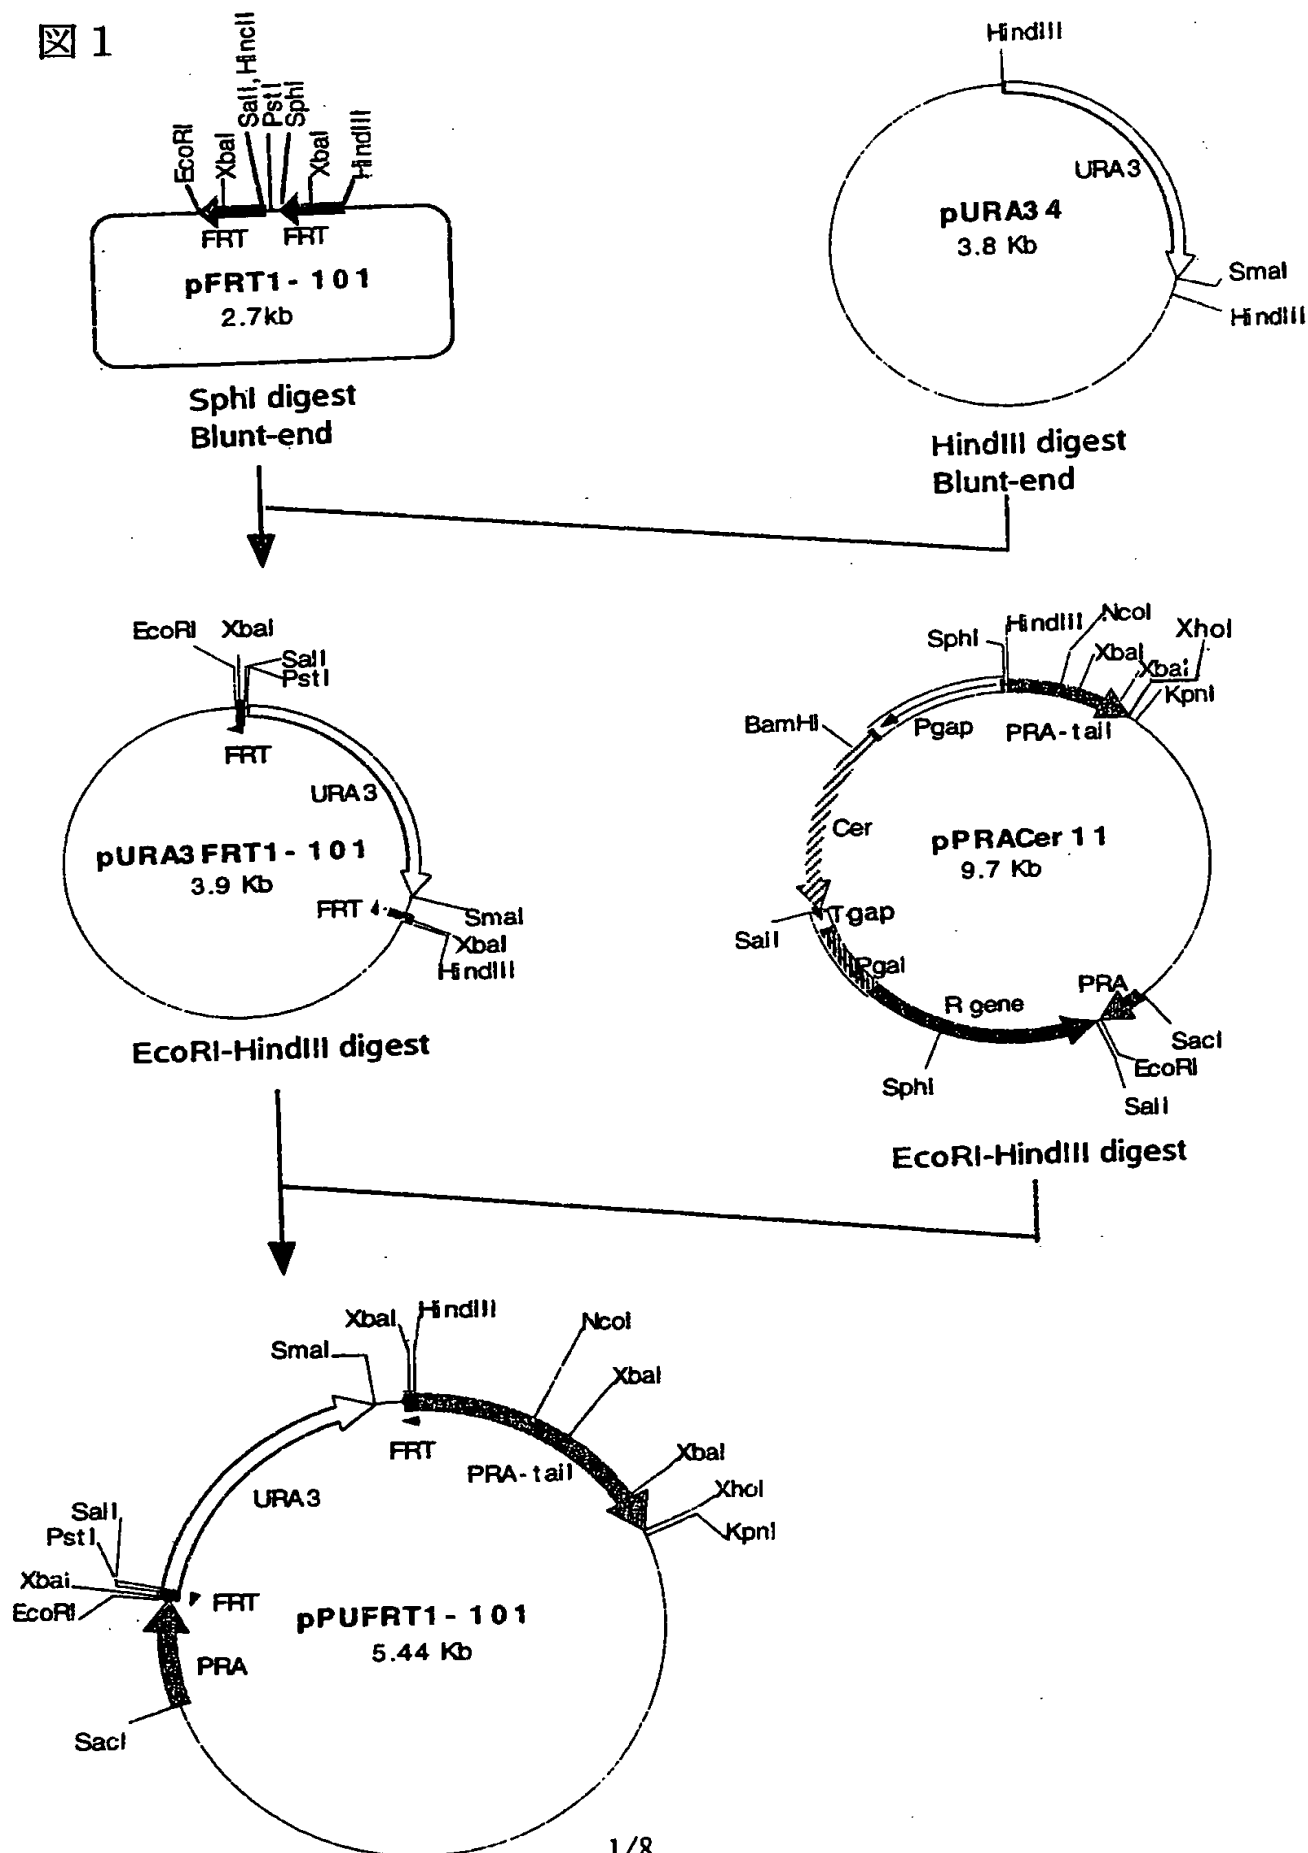 図1
EcoRI
XbaI
SalI, HincII
PstI
SphI
XbaI
HindIII
FRT
FRT
pFRT1-101
2.7kb
SphI digest
Blunt-end
HindIII
URA3
pURA34
3.8 Kb
SmaI
HindIII
HindIII digest
Blunt-end
EcoRI
XbaI
SalI
PstI
FRT
URA3
pURA3FRT1-101
3.9 Kb
FRT
SmaI
XbaI
HindIII
EcoRI-HindIII digest
SphI
HindIII
NcoI
XbaI
XbaI
XhoI
KpnI
BamHI
Pgap
PRA-tail
Cer
pPRACer11
9.7 Kb
SalI
Tgap
Pgal
R gene
PRA
SacI
EcoRI
SalI
SphI
EcoRI-HindIII digest
XbaI
HindIII
NcoI
SmaI
XbaI
FRT
PRA-tail
XbaI
XhoI
KpnI
URA3
SalI
PstI
XbaI
EcoRI
FRT
pPUFRT1-101
5.44 Kb
PRA
SacI
1/8